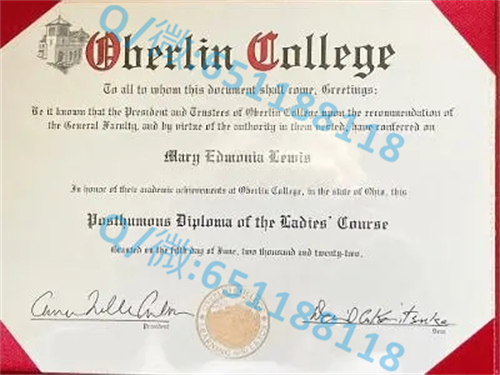 Oberlin College
To all to whom this document shall come, Greetings:
Be it known that the President and Trustees of Oberlin College upon the recommendation of
the General Faculty, and by virtue of the authority in them vested, have conferred on
Mary Edmonia Lewis
In honor of their academic achievements at Oberlin College, in the state of Ohio, this
Posthumous Diploma of the Ladies' Course
Granted on the fifth day of June, two thousand and twenty-two.
President
Dean
Q/微:651188118
Q/微:651188118